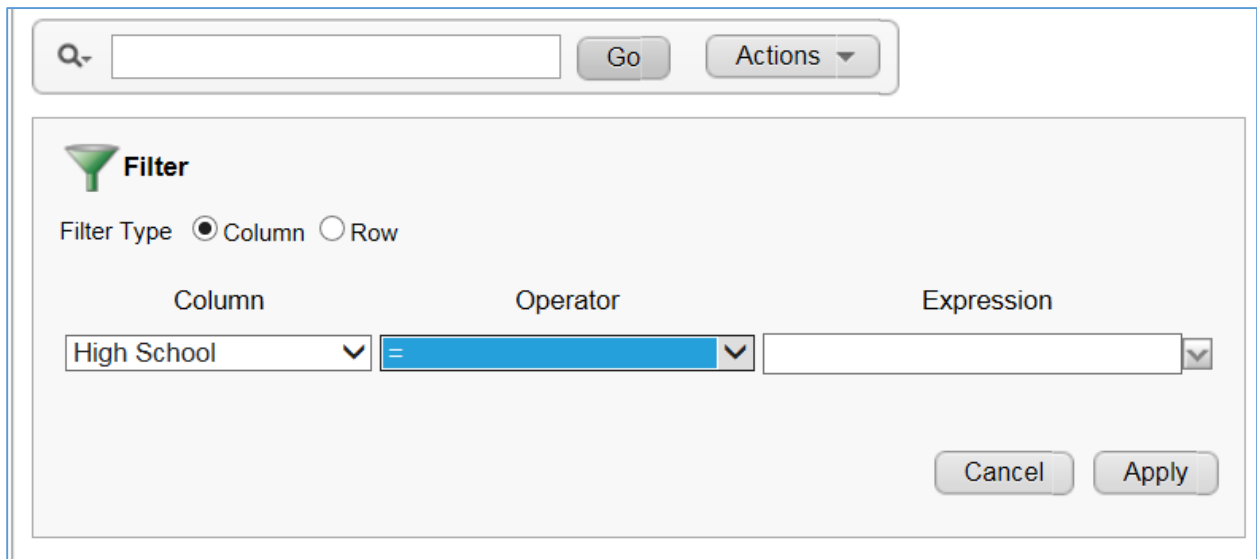 Go Actions
Filter
Filter Type Column Row
Column Operator Expression
High School =
Cancel Apply